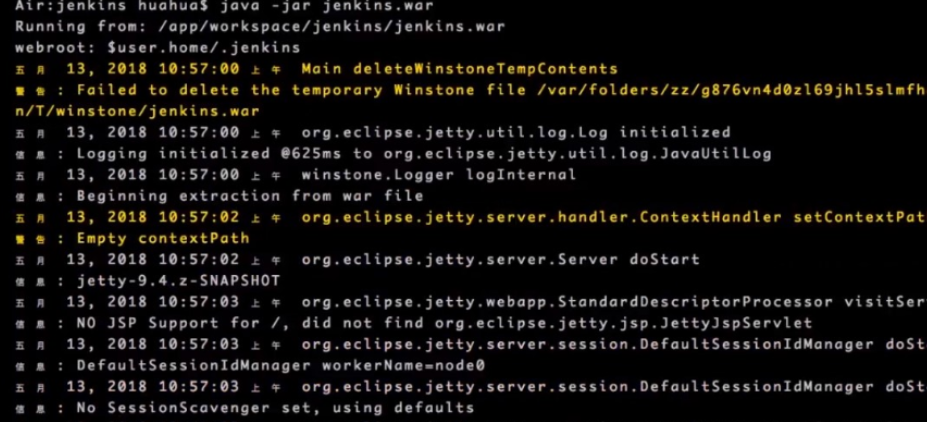 Air:jenkins huahua$ java -jar jenkins.war
Running from: /app/workspace/jenkins/jenkins.war
webroot: $user.home/.jenkins
五月 13, 2018 10:57:00 上午 Main deleteWinstoneTempContents
警告: Failed to delete the temporary Winstone file /var/folders/zz/g876vn4d0zl69jhl5slmfh
n/T/winstone/jenkins.war
五月 13, 2018 10:57:00 上午 org.eclipse.jetty.util.log.Log initialized
信息: Logging initialized @625ms to org.eclipse.jetty.util.log.JavaUtilLog
五月 13, 2018 10:57:00 上午 winstone.Logger logInternal
信息: Beginning extraction from war file
五月 13, 2018 10:57:02 上午 org.eclipse.jetty.server.handler.ContextHandler setContextPat
警告: Empty contextPath
五月 13, 2018 10:57:02 上午 org.eclipse.jetty.server.Server doStart
信息: jetty-9.4.z-SNAPSHOT
五月 13, 2018 10:57:03 上午 org.eclipse.jetty.webapp.StandardDescriptorProcessor visitSer
信息: NO JSP Support for /, did not find org.eclipse.jetty.jsp.JettyJspServlet
五月 13, 2018 10:57:03 上午 org.eclipse.jetty.server.session.DefaultSessionIdManager doSt
信息: DefaultSessionIdManager workerName=node0
五月 13, 2018 10:57:03 上午 org.eclipse.jetty.server.session.DefaultSessionIdManager doSt
信息: No SessionScavenger set, using defaults